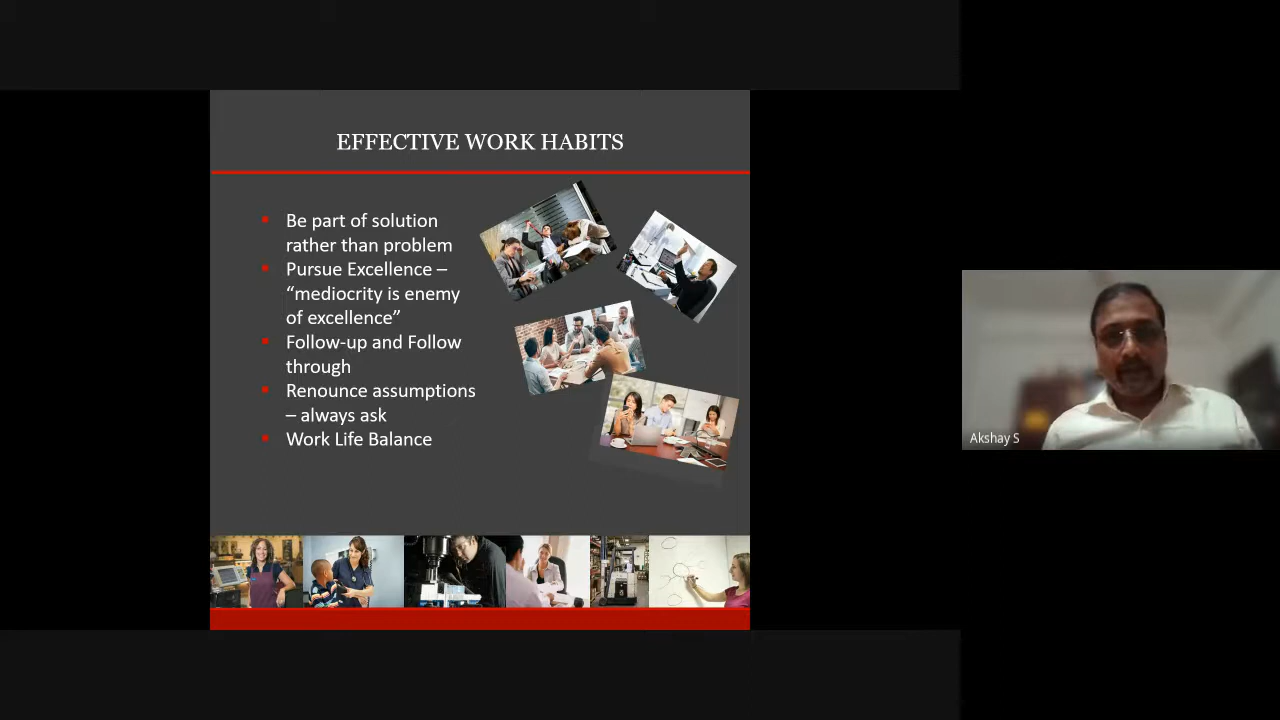 EFFECTIVE WORK HABITS
Be part of solution
rather than problem
Pursue Excellence –
“mediocrity is enemy
of excellence”
Follow-up and Follow
through
Renounce assumptions
– always ask
Work Life Balance
Akshay S